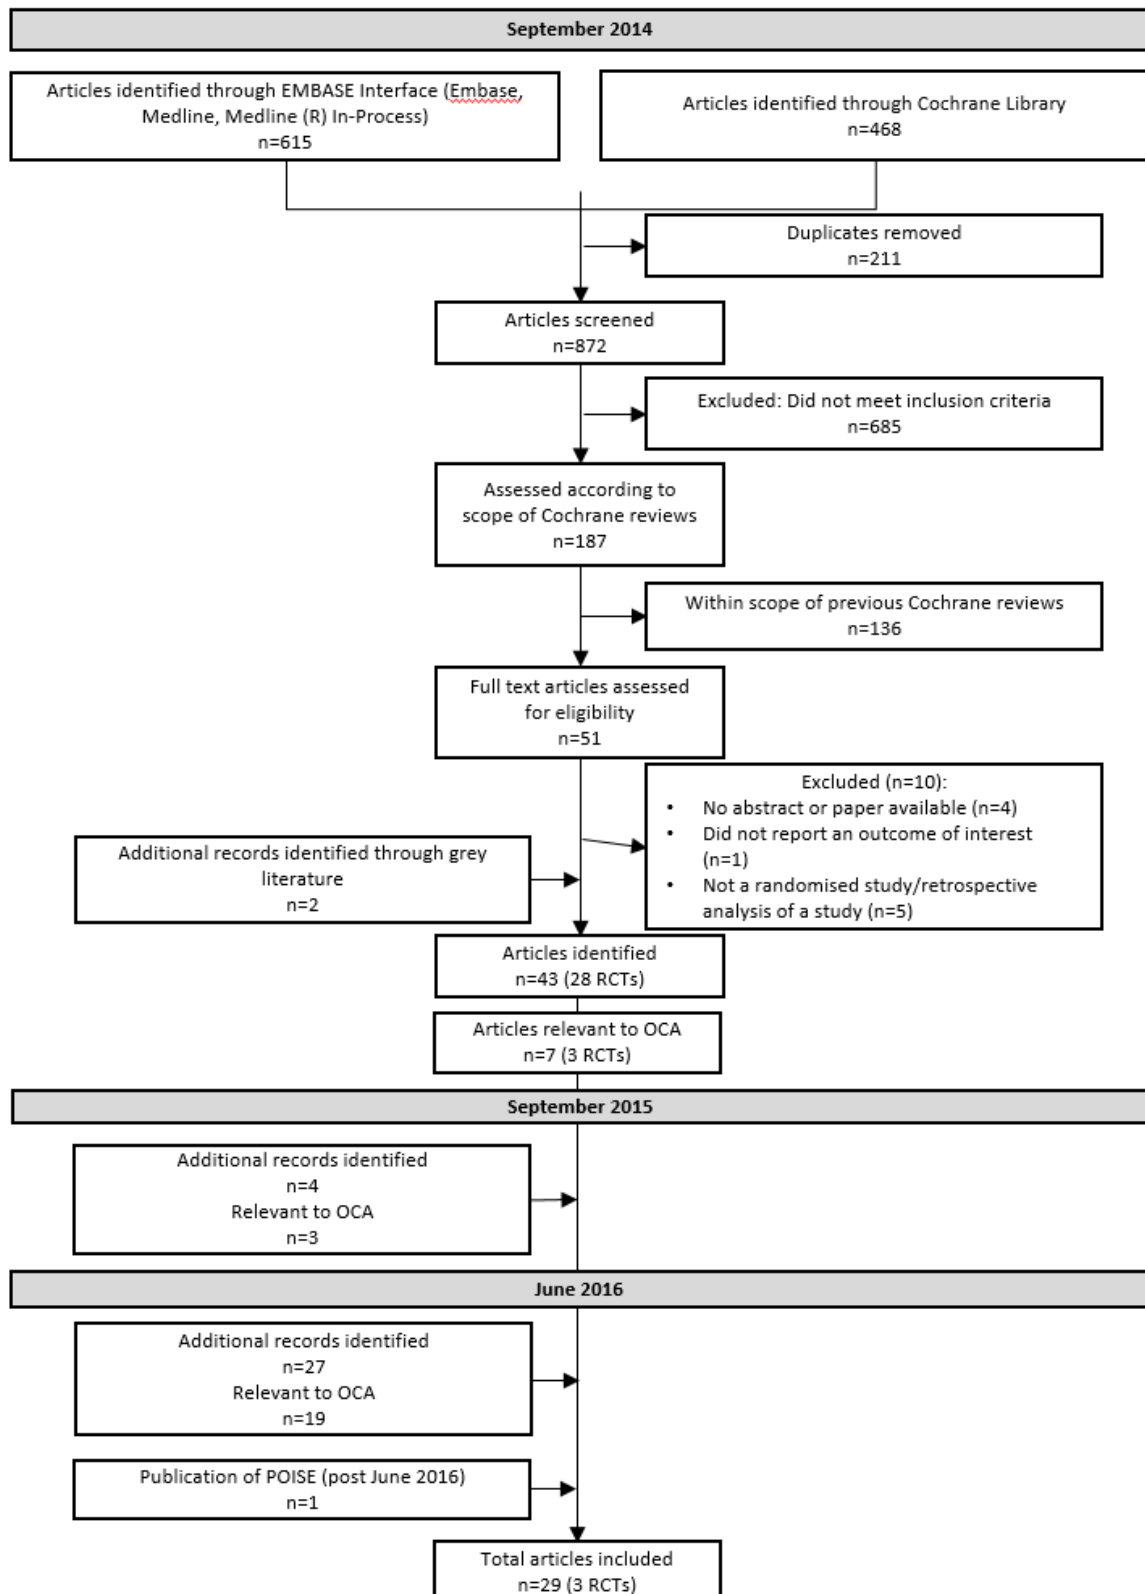 September 2014
Articles identified through EMBASE Interface (Embase,
Medline, Medline (R) In-Process)
n=615
Articles identified through Cochrane Library
n=468
Duplicates removed
n=211
Articles screened
n=872
Excluded: Did not meet inclusion criteria
n=685
Assessed according to
scope of Cochrane reviews
n=187
Within scope of previous Cochrane reviews
n=136
Full text articles assessed
for eligibility
n=51
Excluded (n=10):
• No abstract or paper available (n=4)
• Did not report an outcome of interest
(n=1)
• Not a randomised study/retrospective
analysis of a study (n=5)
Additional records identified through grey
literature
n=2
Articles identified
n=43 (28 RCTs)
Articles relevant to OCA
n=7 (3 RCTs)
September 2015
Additional records identified
n=4
Relevant to OCA
n=3
June 2016
Additional records identified
n=27
Relevant to OCA
n=19
Publication of POISE (post June 2016)
n=1
Total articles included
n=29 (3 RCTs)